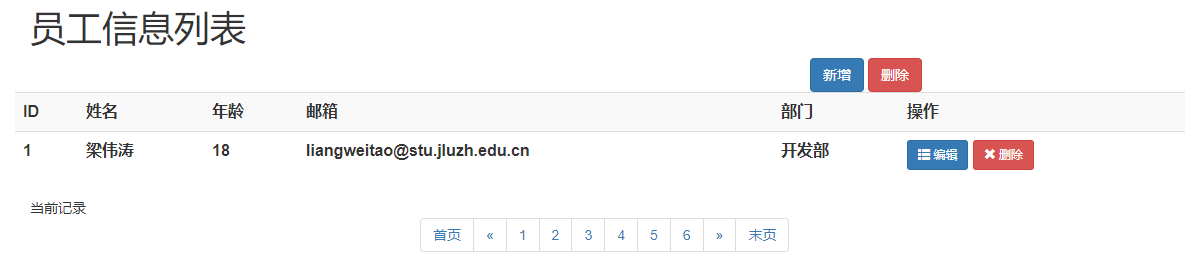 员工信息列表
新增 删除
ID 姓名 年龄 邮箱 部门 操作
1 梁伟涛 18 liangweitao@stu.jluzh.edu.cn 开发部 编辑 删除
当前记录
首页 « 1 2 3 4 5 6 » 末页